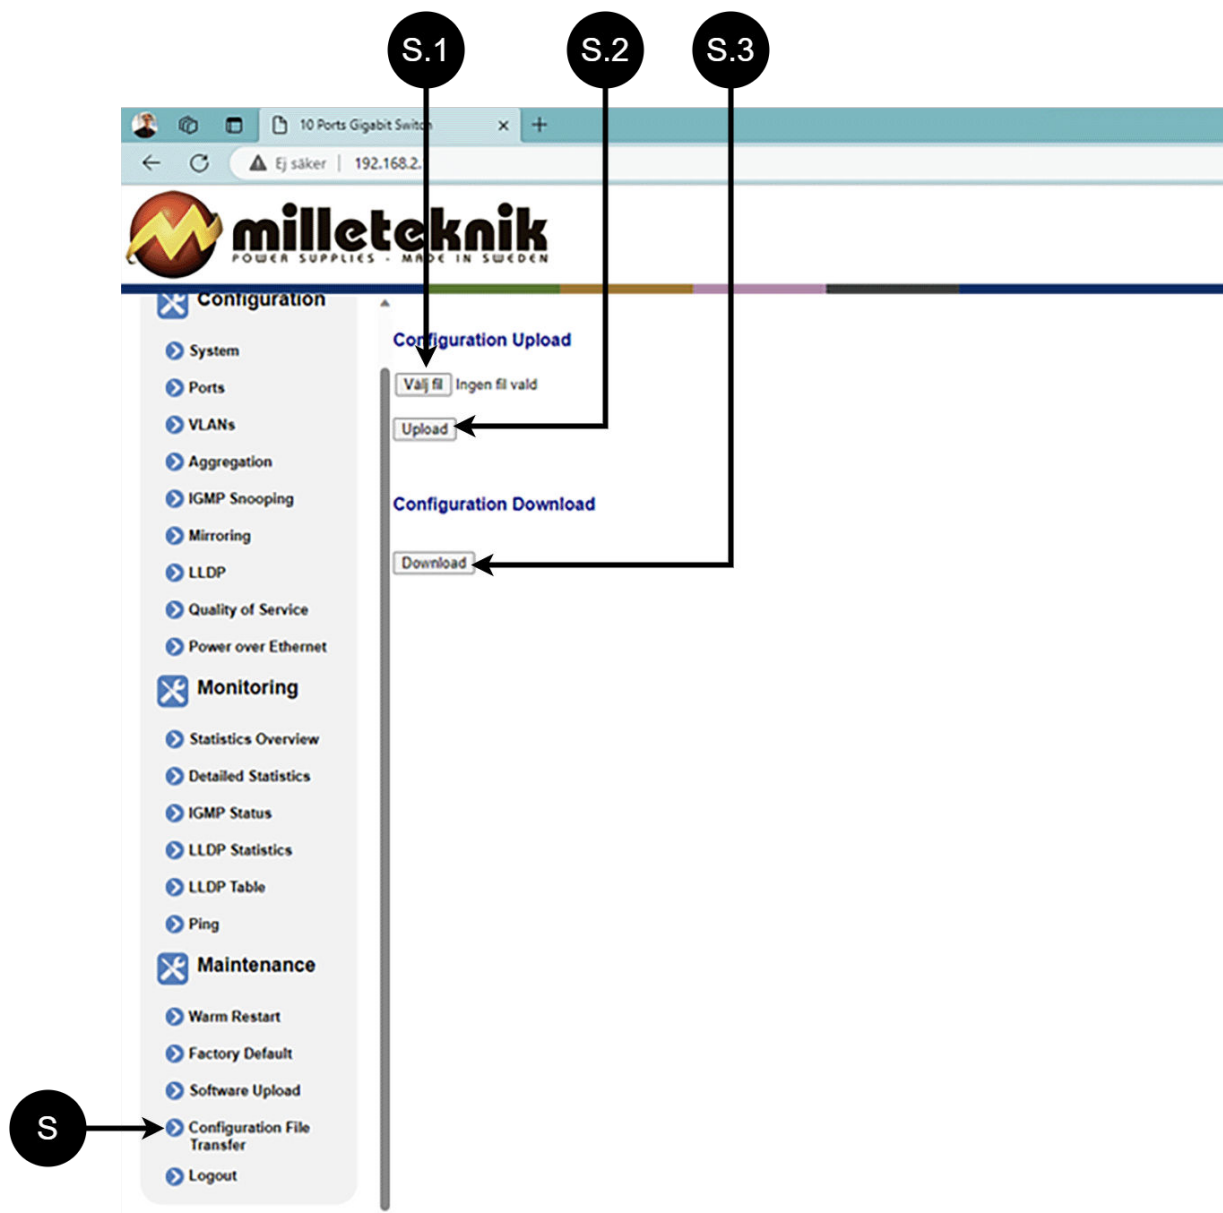 S.1
S.2
S.3
10 Ports Gigabit Switch
Ej säker
192.168.2.
milleteknik
POWER SUPPLIES - MADE IN SWEDEN
Configuration
System
Ports
VLANs
Aggregation
IGMP Snooping
Mirroring
LLDP
Quality of Service
Power over Ethernet
Monitoring
Statistics Overview
Detailed Statistics
IGMP Status
LLDP Statistics
LLDP Table
Ping
Maintenance
Warm Restart
Factory Default
Software Upload
S
Configuration File
Transfer
Logout
Configuration Upload
Välj fil
Ingen fil vald
Upload
Configuration Download
Download